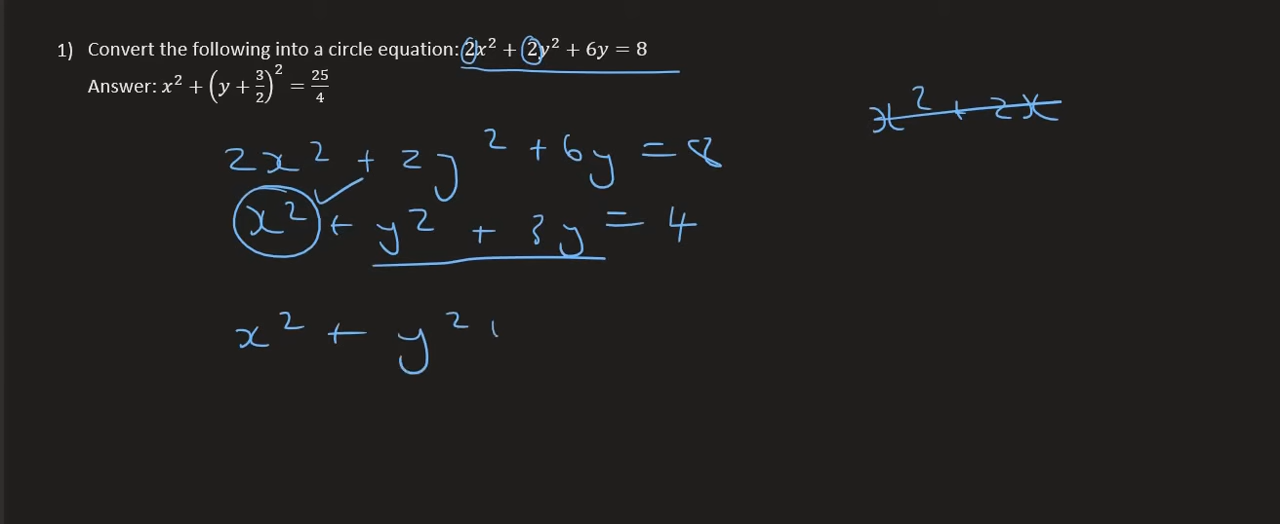 1) Convert the following into a circle equation: 2x² + 2y² + 6y = 8
Answer: x² + (y + 3/2)² = 25/4
x² + 2x
2x² + 2y² + 6y = 8
x² + y² + 3y = 4
x² + y²